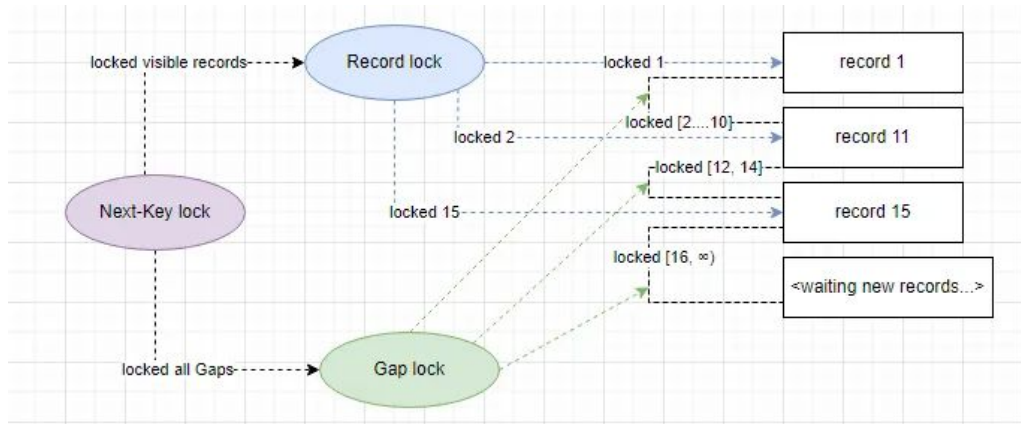 locked visible records
Record lock
locked 1
record 1
locked [2....10}
locked 2
record 11
locked [12, 14}
Next-Key lock
locked 15
record 15
locked [16, ∞)
<waiting new records...>
locked all Gaps
Gap lock